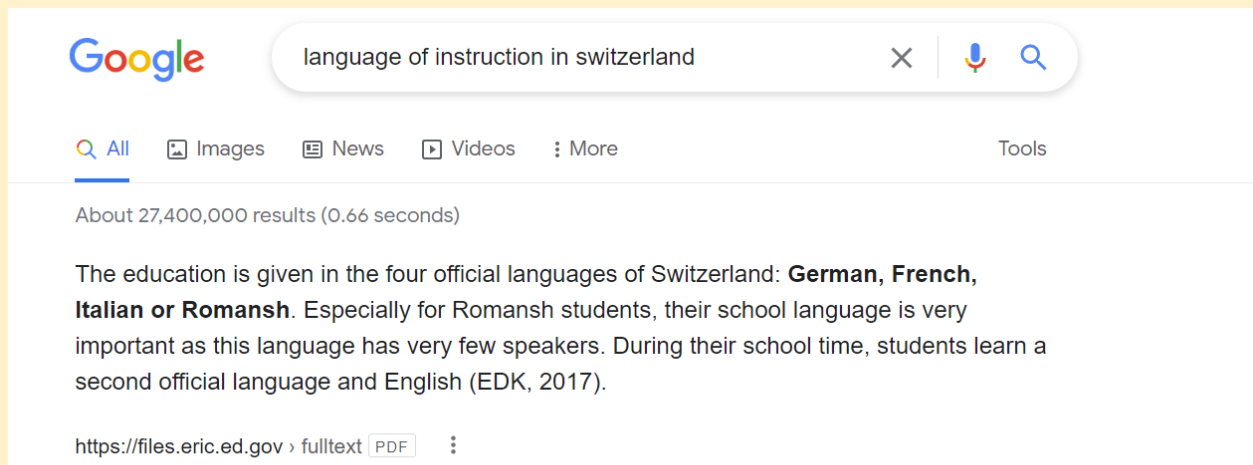 Google
language of instruction in switzerland
All Images News Videos More Tools
About 27,400,000 results (0.66 seconds)
The education is given in the four official languages of Switzerland: German, French,
Italian or Romansh. Especially for Romansh students, their school language is very
important as this language has very few speakers. During their school time, students learn a
second official language and English (EDK, 2017).
https://files.eric.ed.gov › fulltext PDF